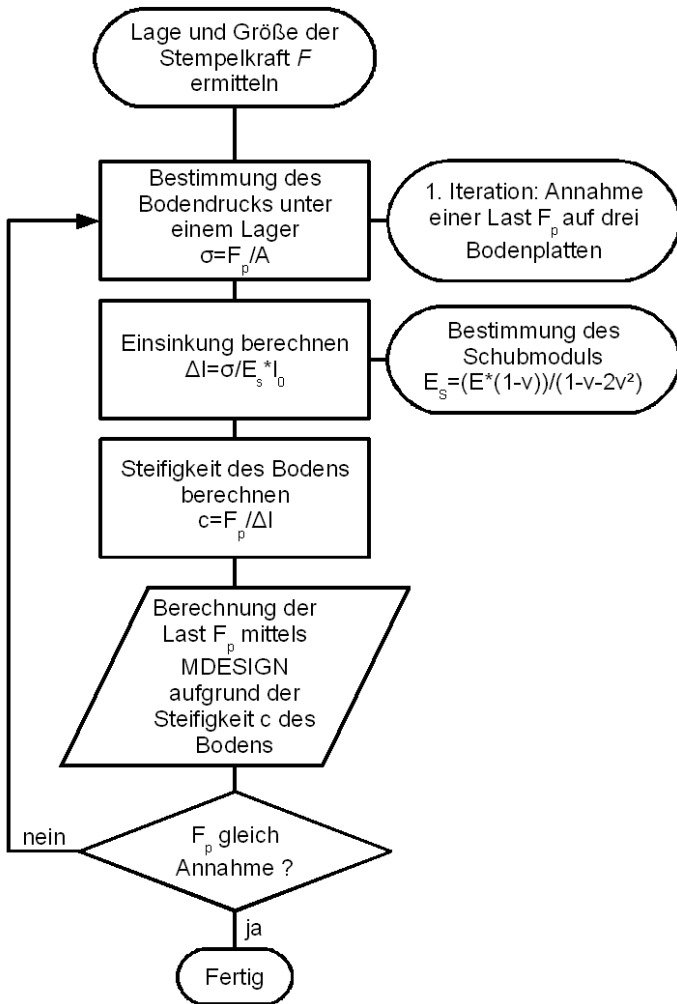 Lage und Größe der
Stempelkraft F
ermitteln
Bestimmung des
Bodendrucks unter
einem Lager
σ=Fₚ/A
1. Iteration: Annahme
einer Last Fₚ auf drei
Bodenplatten
Einsinkung berechnen
Δl=σ/Eₛ*l₀
Bestimmung des
Schubmoduls
E_S=(E*(1-ν))/(1-ν-2ν²)
Steifigkeit des Bodens
berechnen
c=Fₚ/Δl
Berechnung der
Last Fₚ mittels
MDESIGN
aufgrund der
Steifigkeit c des
Bodens
nein
Fₚ gleich
Annahme ?
ja
Fertig